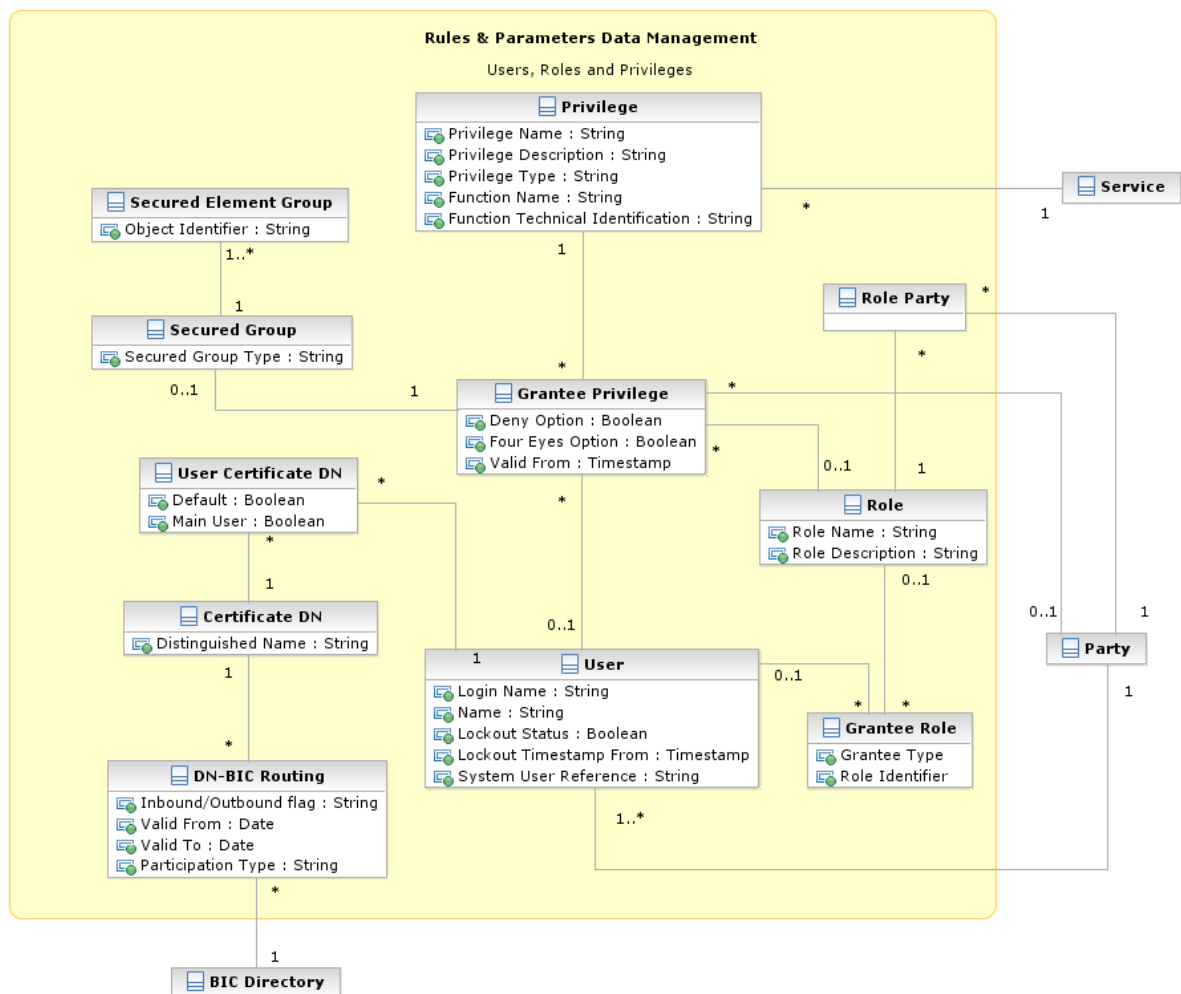 Rules & Parameters Data Management
Users, Roles and Privileges
Privilege
Privilege Name : String
Privilege Description : String
Privilege Type : String
Function Name : String
Function Technical Identification : String
*
1
Service
1
*
Secured Element Group
Object Identifier : String
1..*
1
Secured Group
Secured Group Type : String
0..1
1
Role Party
*
*
1
1
Grantee Privilege
Deny Option : Boolean
Four Eyes Option : Boolean
Valid From : Timestamp
*
*
0..1
*
0..1
0..1
Role
Role Name : String
Role Description : String
0..1
*
Party
1
User Certificate DN
Default : Boolean
Main User : Boolean
*
1
*
1
Certificate DN
Distinguished Name : String
1
*
User
Login Name : String
Name : String
Lockout Status : Boolean
Lockout Timestamp From : Timestamp
System User Reference : String
0..1
*
1..*
Grantee Role
Grantee Type
Role Identifier
DN-BIC Routing
Inbound/Outbound flag : String
Valid From : Date
Valid To : Date
Participation Type : String
*
1
BIC Directory